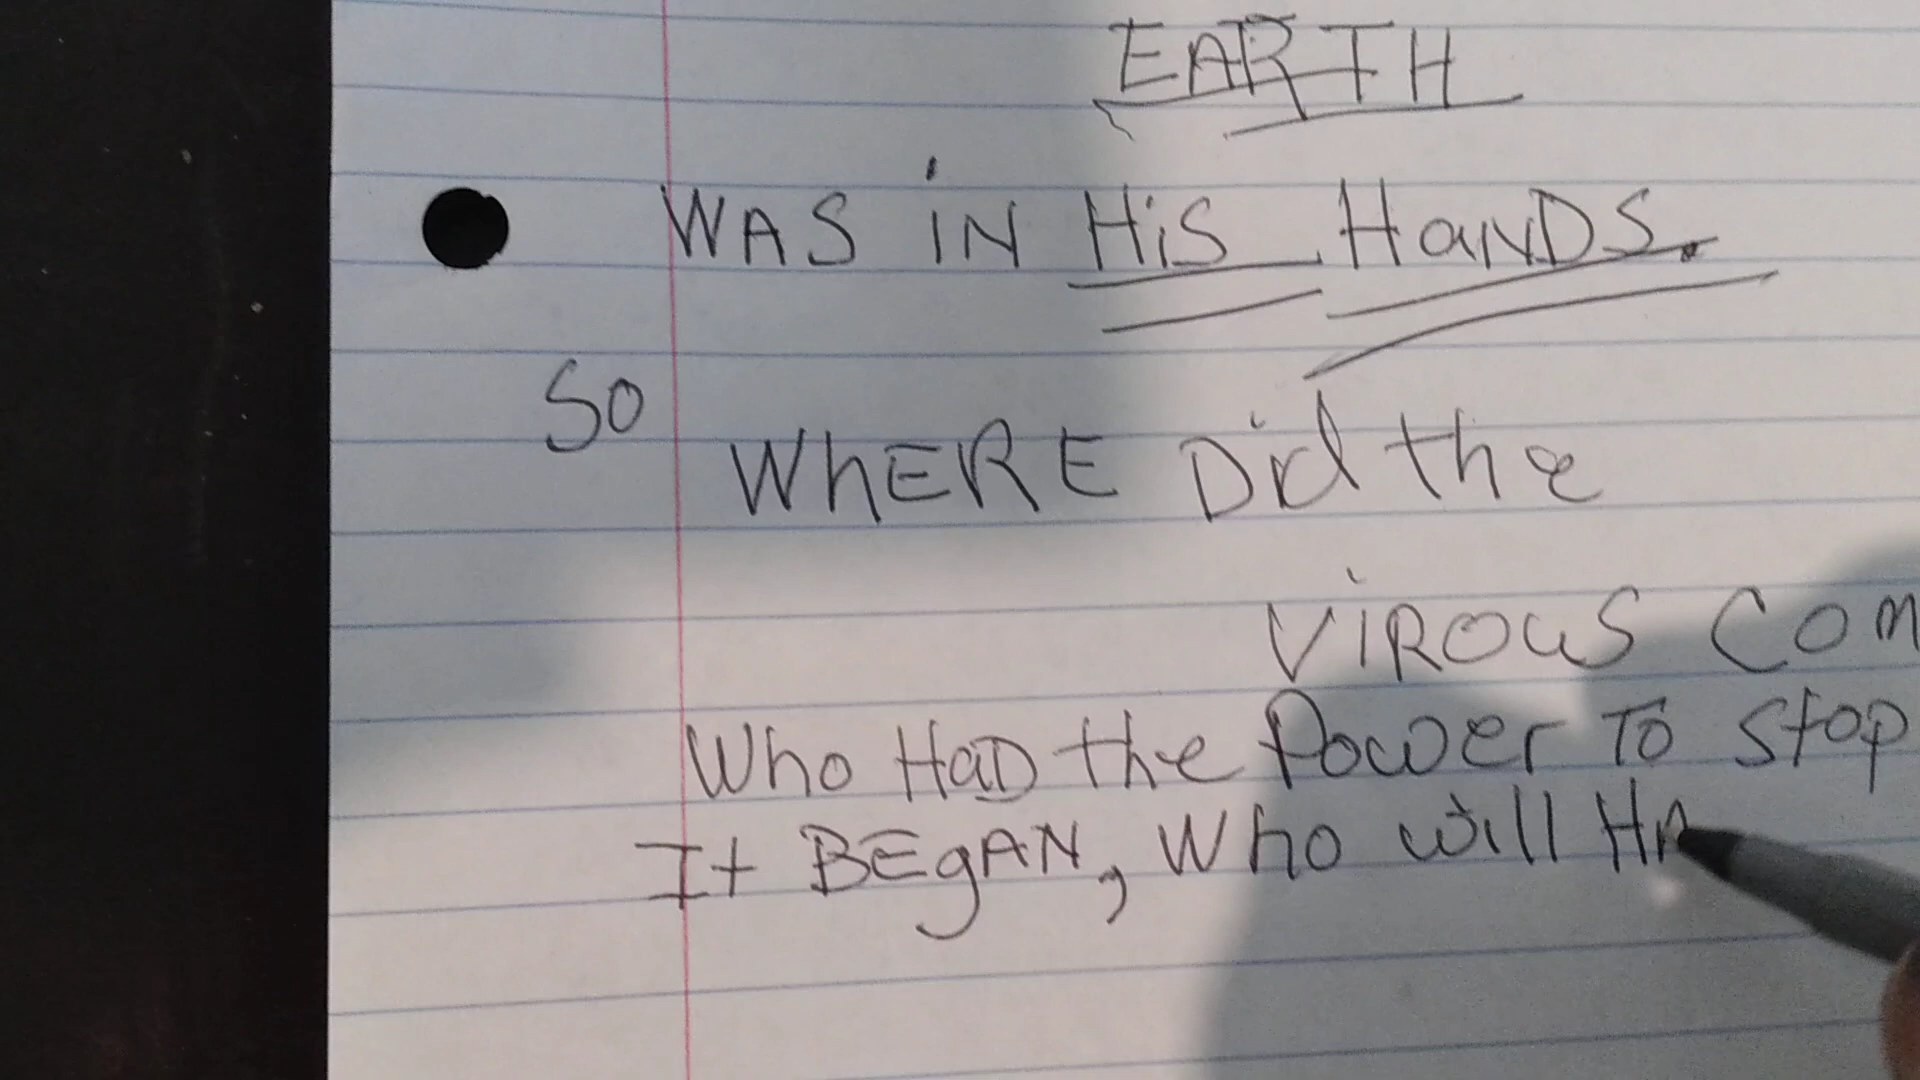 EARTH
WAS iN HiS HanDS.
So
WhERE Did the
ViROUS COM
Who HaD the Power To Stop
It BEgAN, Who will HA